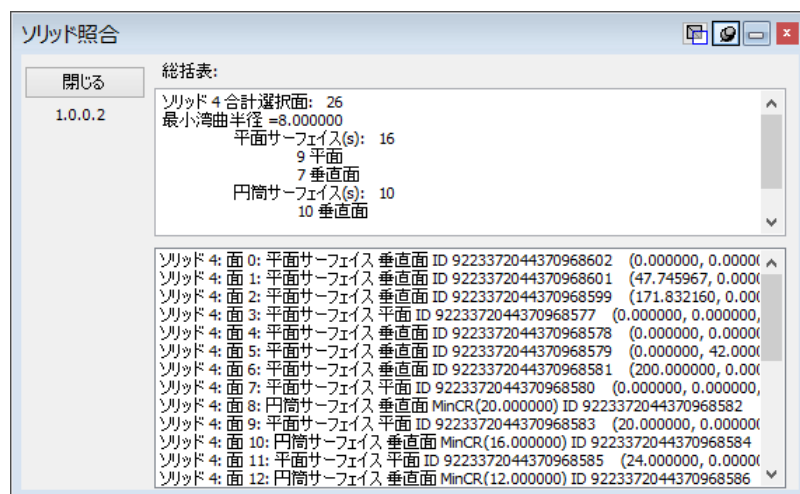 ソリッド照合
閉じる
1.0.0.2
総括表:
ソリッド 4 合計選択面: 26
最小湾曲半径 =8.000000
平面サーフェイス(s): 16
9 平面
7 垂直面
円筒サーフェイス(s): 10
10 垂直面
ソリッド 4: 面 0: 平面サーフェイス 垂直面 ID 9223372044370968602 (0.000000, 0.0000(
ソリッド 4: 面 1: 平面サーフェイス 垂直面 ID 9223372044370968601 (47.745967, 0.000(
ソリッド 4: 面 2: 平面サーフェイス 垂直面 ID 9223372044370968599 (171.832160, 0.00(
ソリッド 4: 面 3: 平面サーフェイス 平面 ID 9223372044370968577 (0.000000, 0.000000,
ソリッド 4: 面 4: 平面サーフェイス 垂直面 ID 9223372044370968578 (0.000000, 0.0000(
ソリッド 4: 面 5: 平面サーフェイス 垂直面 ID 9223372044370968579 (0.000000, 42.000(
ソリッド 4: 面 6: 平面サーフェイス 垂直面 ID 9223372044370968581 (200.000000, 0.00(
ソリッド 4: 面 7: 平面サーフェイス 平面 ID 9223372044370968580 (0.000000, 0.000000,
ソリッド 4: 面 8: 円筒サーフェイス 垂直面 MinCR(20.000000) ID 9223372044370968582
ソリッド 4: 面 9: 平面サーフェイス 平面 ID 9223372044370968583 (20.000000, 0.00000(
ソリッド 4: 面 10: 円筒サーフェイス 垂直面 MinCR(16.000000) ID 9223372044370968584
ソリッド 4: 面 11: 平面サーフェイス 平面 ID 9223372044370968585 (24.000000, 0.0000(
ソリッド 4: 面 12: 円筒サーフェイス 垂直面 MinCR(12.000000) ID 9223372044370968586